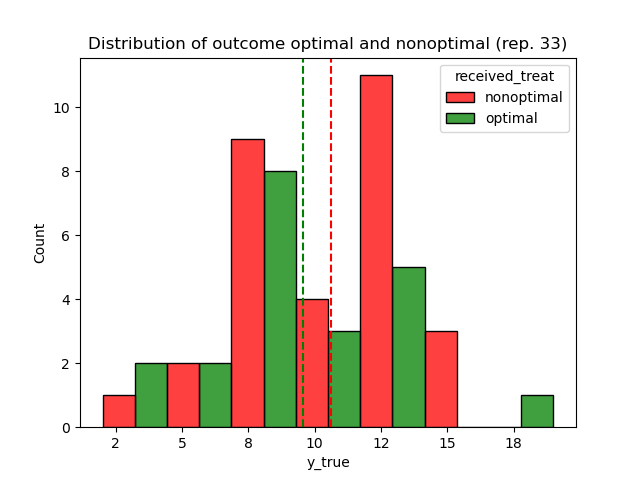 Distribution of outcome optimal and nonoptimal (rep. 33)
received_treat
nonoptimal
optimal
10
8
6
4
2
0
Count
2 5 8 10 12 15 18
y_true